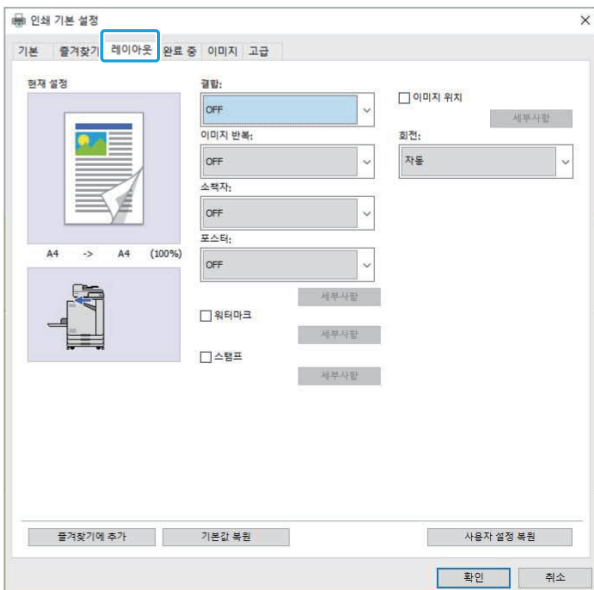 인쇄 기본 설정
기본 즐겨찾기 레이아웃 완료 중 이미지 고급
현재 설정
A4 -> A4 (100%)
결합:
OFF
이미지 반복:
OFF
소책자:
OFF
포스터:
OFF
세부사항
워터마크
세부사항
스탬프
세부사항
이미지 위치
세부사항
회전:
자동
즐겨찾기에 추가 기본값 복원 사용자 설정 복원
확인 취소